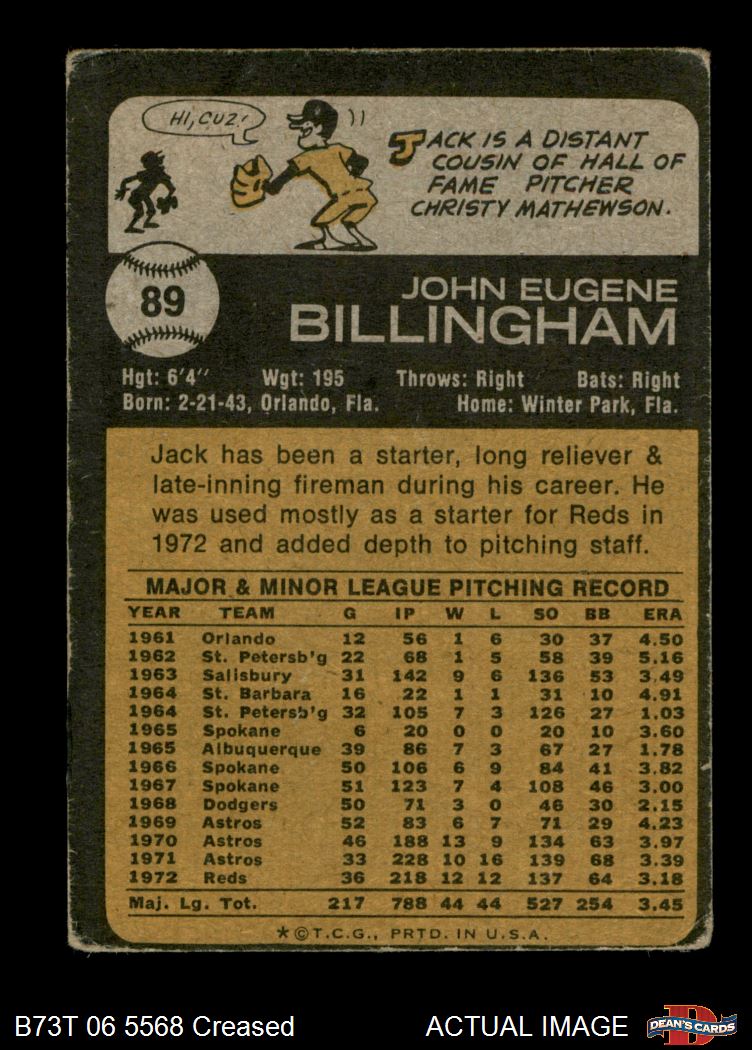 HI, CUZ!
JACK IS A DISTANT
COUSIN OF HALL OF
FAME PITCHER
CHRISTY MATHEWSON.
89
JOHN EUGENE
BILLINGHAM
Hgt: 6'4" Wgt: 195 Throws: Right Bats: Right
Born: 2-21-43, Orlando, Fla. Home: Winter Park, Fla.
Jack has been a starter, long reliever &
late-inning fireman during his career. He
was used mostly as a starter for Reds in
1972 and added depth to pitching staff.
MAJOR & MINOR LEAGUE PITCHING RECORD
YEAR TEAM G IP W L SO BB ERA
1961 Orlando 12 56 1 6 30 37 4.50
1962 St. Petersb'g 22 68 1 5 58 39 5.16
1963 Salisbury 31 142 9 6 136 53 3.49
1964 St. Barbara 16 22 1 1 31 10 4.91
1964 St. Petersb'g 32 105 7 3 126 27 1.03
1965 Spokane 6 20 0 0 20 10 3.60
1965 Albuquerque 39 86 7 3 67 27 1.78
1966 Spokane 50 106 6 9 84 41 3.82
1967 Spokane 51 123 7 4 108 46 3.00
1968 Dodgers 50 71 3 0 46 30 2.15
1969 Astros 52 83 6 7 71 29 4.23
1970 Astros 46 188 13 9 134 63 3.97
1971 Astros 33 228 10 16 139 68 3.39
1972 Reds 36 218 12 12 137 64 3.18
Maj. Lg. Tot. 217 788 44 44 527 254 3.45
*©T.C.G., PRTD. IN U.S.A.
B73T 06 5568 Creased ACTUAL IMAGE
D
DEAN'S CARDS